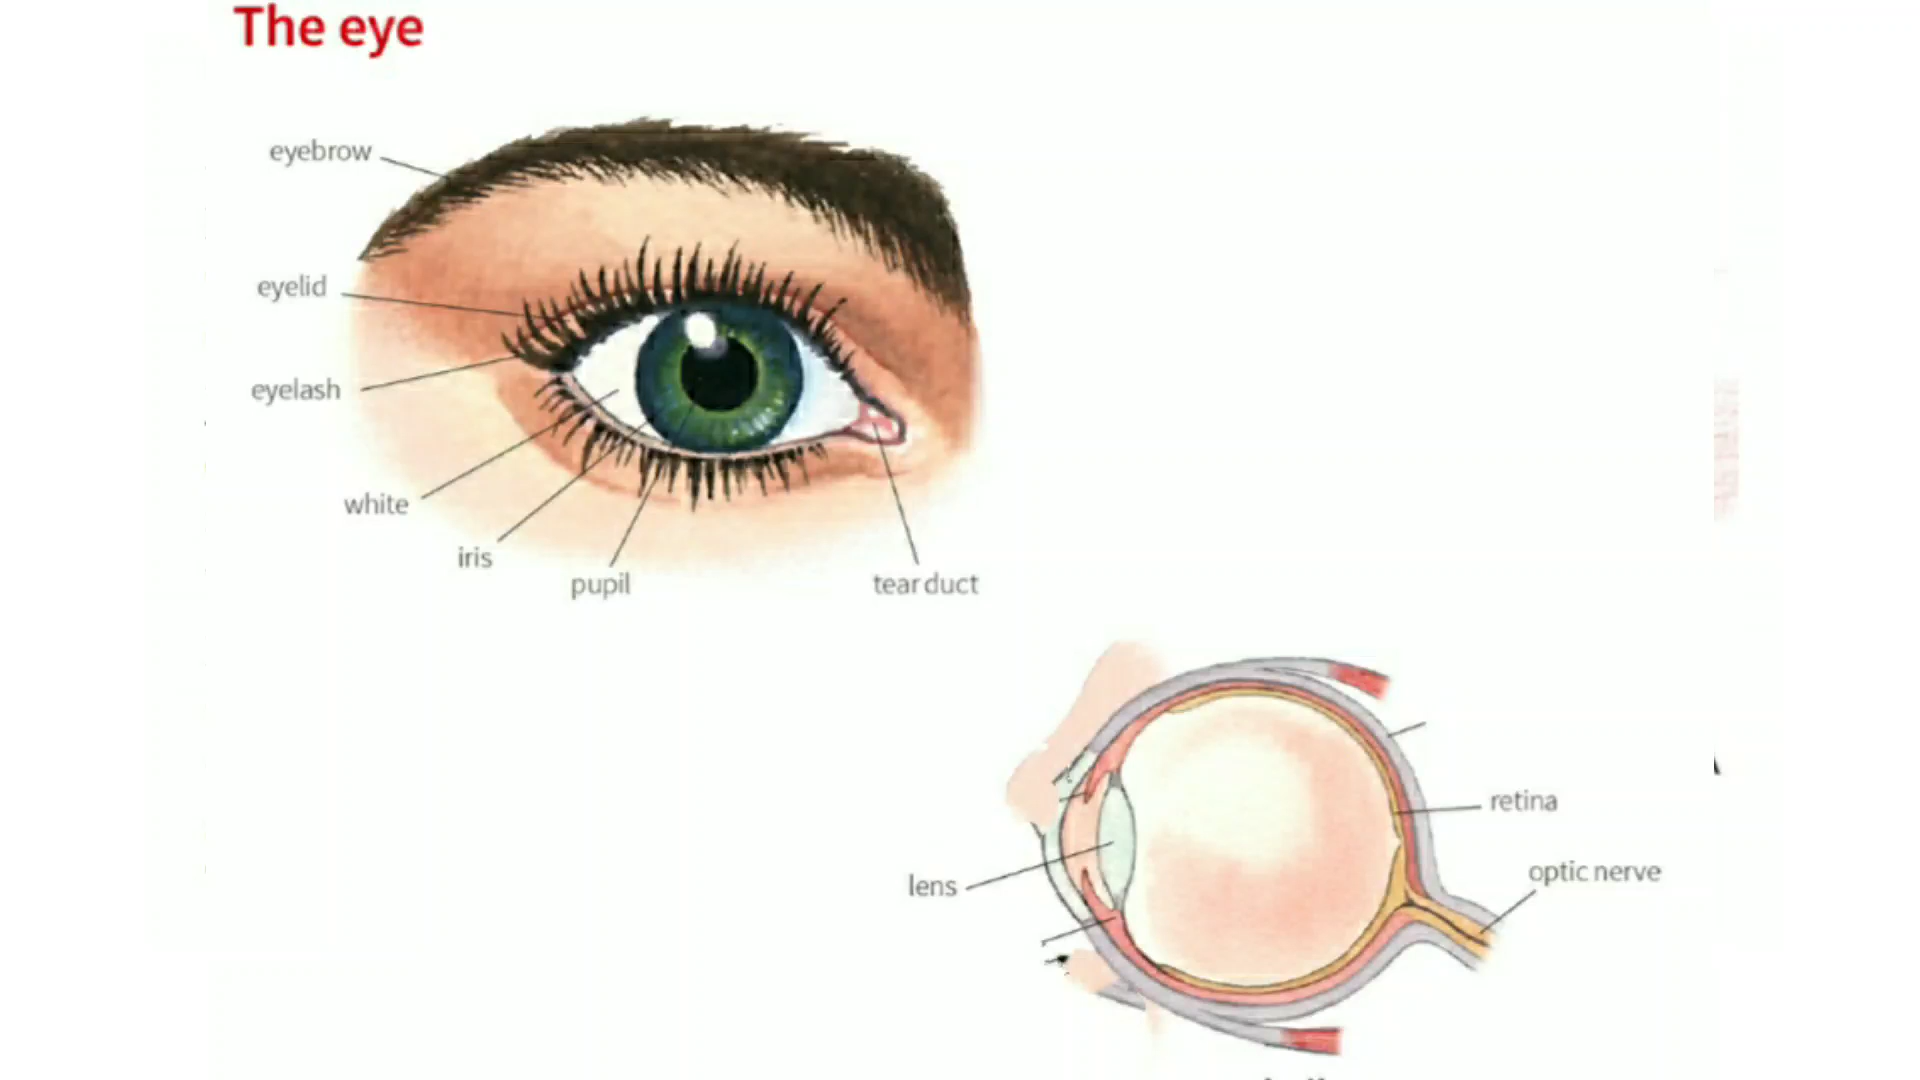 The eye
eyebrow
eyelid
eyelash
white
iris
pupil
tear duct
retina
optic nerve
lens